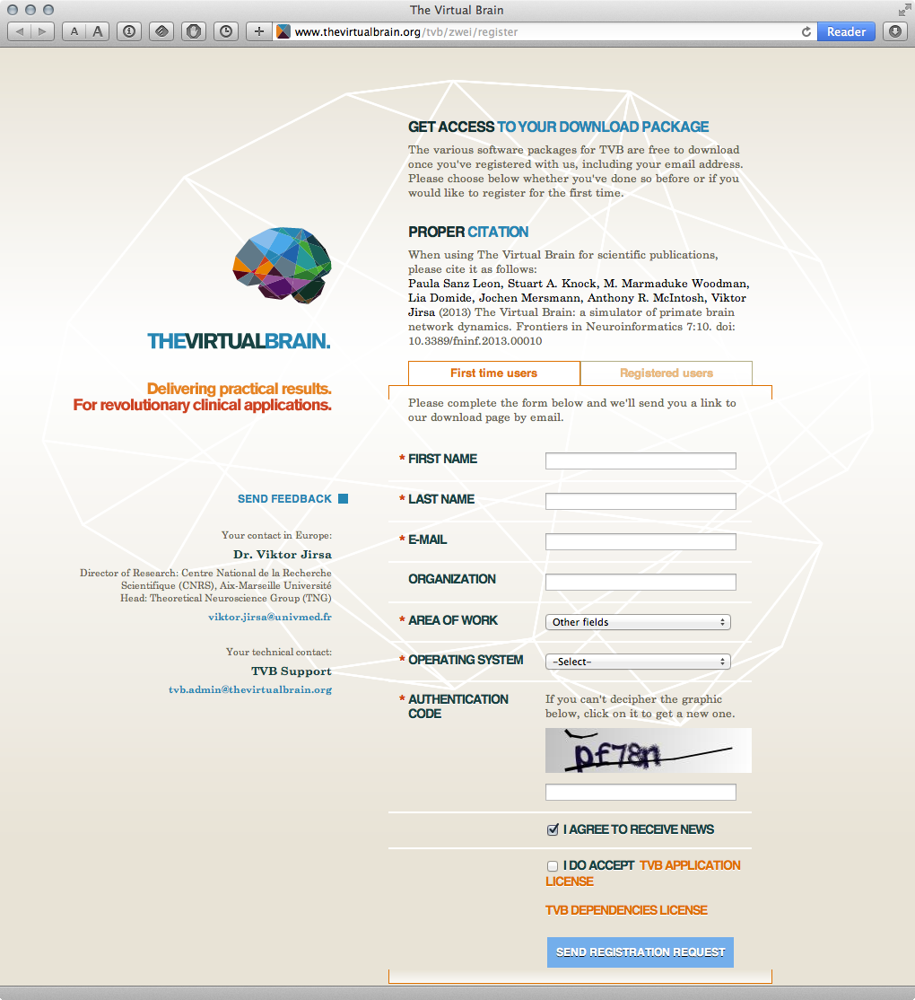 The Virtual Brain
A A
+ www.thevirtualbrain.org/tvb/zwei/register
Reader
GET ACCESS TO YOUR DOWNLOAD PACKAGE
The various software packages for TVB are free to download
once you've registered with us, including your email address.
Please choose below whether you've done so before or if you
would like to register for the first time.
PROPER CITATION
When using The Virtual Brain for scientific publications,
please cite it as follows:
Paula Sanz Leon, Stuart A. Knock, M. Marmaduke Woodman,
Lia Domide, Jochen Mersmann, Anthony R. McIntosh, Viktor
Jirsa (2013) The Virtual Brain: a simulator of primate brain
network dynamics. Frontiers in Neuroinformatics 7:10. doi:
10.3389/fninf.2013.00010
THEVIRTUALBRAIN.
Delivering practical results.
For revolutionary clinical applications.
SEND FEEDBACK
Your contact in Europe:
Dr. Viktor Jirsa
Director of Research: Centre National de la Recherche
Scientifique (CNRS), Aix-Marseille Université
Head: Theoretical Neuroscience Group (TNG)
viktor.jirsa@univmed.fr
Your technical contact:
TVB Support
tvb.admin@thevirtualbrain.org
First time users
Registered users
Please complete the form below and we'll send you a link to
our download page by email.
* FIRST NAME
* LAST NAME
* E-MAIL
ORGANIZATION
* AREA OF WORK
Other fields
* OPERATING SYSTEM
-Select-
* AUTHENTICATION
CODE
If you can't decipher the graphic
below, click on it to get a new one.
pf78n
I AGREE TO RECEIVE NEWS
I DO ACCEPT TVB APPLICATION
LICENSE
TVB DEPENDENCIES LICENSE
SEND REGISTRATION REQUEST